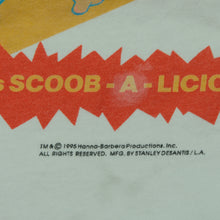 s SCOOB-A-LICIO
TM & © 1995 Hanna-Barbera Productions, Inc.
ALL RIGHTS RESERVED. MFG. BY STANLEY DESANTIS / L.A.